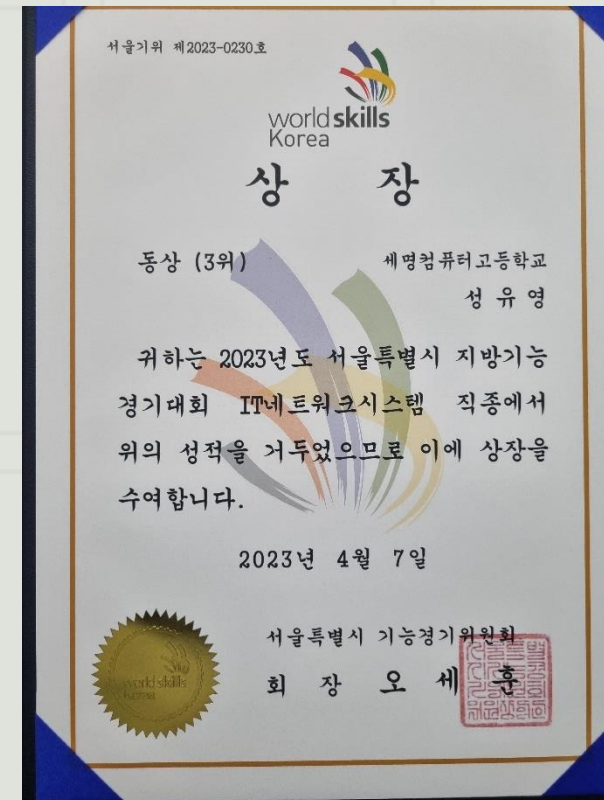 서울기위 제2023-0230호
world skills
Korea
상 장
동상 (3위)
세명컴퓨터고등학교
성유영
귀하는 2023년도 서울특별시 지방기능
경기대회 IT네트워크시스템 직종에서
위의 성적을 거두었으므로 이에 상장을
수여합니다.
2023년 4월 7일
서울특별시 기능경기위원회
회 장 오 세 훈
world skills
Korea